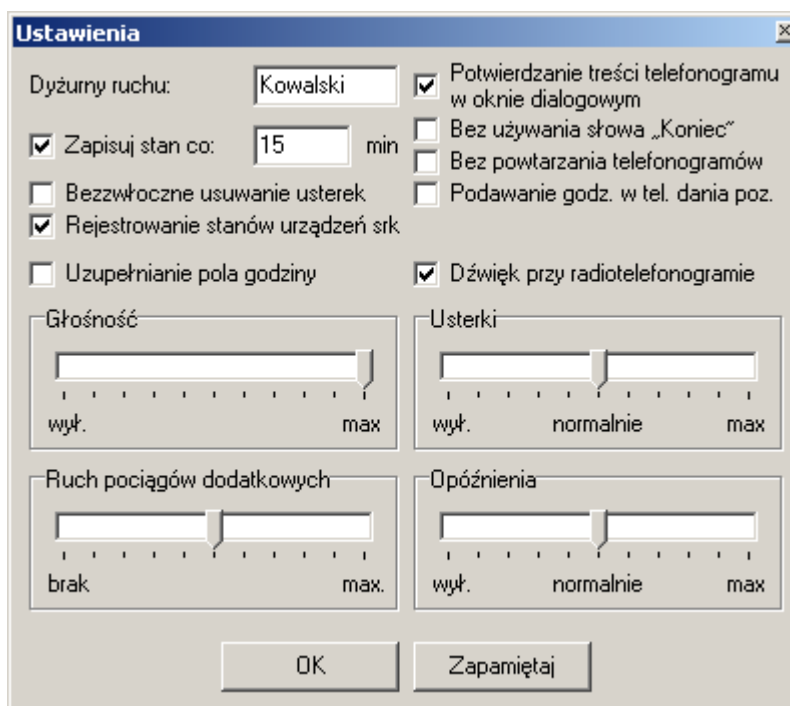 Ustawienia
Dyżurny ruchu:
Kowalski
Zapisuj stan co:
15
min
Bezzwłoczne usuwanie usterek
Rejestrowanie stanów urządzeń srk
Uzupełnianie pola godziny
Potwierdzanie treści telefonogramu
w oknie dialogowym
Bez używania słowa „Koniec”
Bez powtarzania telefonogramów
Podawanie godz. w tel. dania poz.
Dźwięk przy radiotelefonogramie
Głośność
wył.
max
Usterki
wył.
normalnie
max
Ruch pociągów dodatkowych
brak
max.
Opóźnienia
wył.
normalnie
max
OK
Zapamiętaj